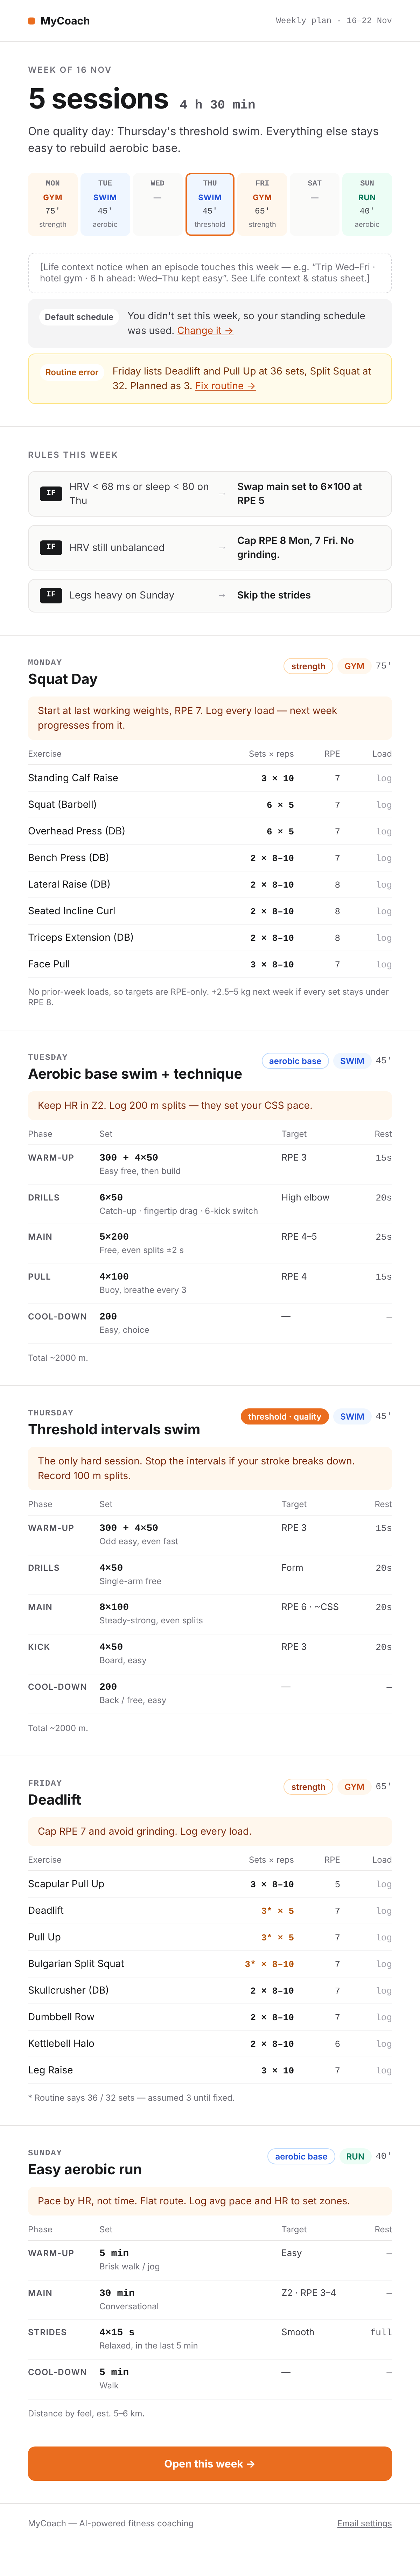 MyCoach
Weekly plan · 16–22 Nov
WEEK OF 16 NOV
5 sessions 4 h 30 min
One quality day: Thursday's threshold swim. Everything else stays
easy to rebuild aerobic base.
MON TUE WED THU FRI SAT SUN
GYM SWIM — SWIM GYM — RUN
75' 45' 45' 65' 40'
strength aerobic threshold strength aerobic
[Life context notice when an episode touches this week — e.g. "Trip Wed–Fri ·
hotel gym · 6 h ahead: Wed–Thu kept easy". See Life context & status sheet.]
Default schedule You didn't set this week, so your standing schedule
was used. Change it →
Routine error Friday lists Deadlift and Pull Up at 36 sets, Split Squat at
32. Planned as 3. Fix routine →
RULES THIS WEEK
IF HRV < 68 ms or sleep < 80 on
Thu
→ Swap main set to 6×100 at
RPE 5
IF HRV still unbalanced → Cap RPE 8 Mon, 7 Fri. No
grinding.
IF Legs heavy on Sunday → Skip the strides
MONDAY
Squat Day
strength GYM 75'
Start at last working weights, RPE 7. Log every load — next week
progresses from it.
Exercise Sets × reps RPE Load
Standing Calf Raise 3 × 10 7 log
Squat (Barbell) 6 × 5 7 log
Overhead Press (DB) 6 × 5 7 log
Bench Press (DB) 2 × 8–10 7 log
Lateral Raise (DB) 2 × 8–10 8 log
Seated Incline Curl 2 × 8–10 8 log
Triceps Extension (DB) 2 × 8–10 8 log
Face Pull 3 × 8–10 7 log
No prior-week loads, so targets are RPE-only. +2.5–5 kg next week if every set stays under
RPE 8.
TUESDAY
Aerobic base swim + technique
aerobic base SWIM 45'
Keep HR in Z2. Log 200 m splits — they set your CSS pace.
Phase Set Target Rest
WARM-UP 300 + 4×50 RPE 3 15s
Easy free, then build
DRILLS 6×50 High elbow 20s
Catch-up · fingertip drag · 6-kick switch
MAIN 5×200 RPE 4–5 25s
Free, even splits ±2 s
PULL 4×100 RPE 4 15s
Buoy, breathe every 3
COOL-DOWN 200 — —
Easy, choice
Total ~2000 m.
THURSDAY
Threshold intervals swim
threshold · quality SWIM 45'
The only hard session. Stop the intervals if your stroke breaks down.
Record 100 m splits.
Phase Set Target Rest
WARM-UP 300 + 4×50 RPE 3 15s
Odd easy, even fast
DRILLS 4×50 Form 20s
Single-arm free
MAIN 8×100 RPE 6 · ~CSS 20s
Steady-strong, even splits
KICK 4×50 RPE 3 20s
Board, easy
COOL-DOWN 200 — —
Back / free, easy
Total ~2000 m.
FRIDAY
Deadlift
strength GYM 65'
Cap RPE 7 and avoid grinding. Log every load.
Exercise Sets × reps RPE Load
Scapular Pull Up 3 × 8–10 5 log
Deadlift 3* × 5 7 log
Pull Up 3* × 5 7 log
Bulgarian Split Squat 3* × 8–10 7 log
Skullcrusher (DB) 2 × 8–10 7 log
Dumbbell Row 2 × 8–10 7 log
Kettlebell Halo 2 × 8–10 6 log
Leg Raise 3 × 10 7 log
* Routine says 36 / 32 sets — assumed 3 until fixed.
SUNDAY
Easy aerobic run
aerobic base RUN 40'
Pace by HR, not time. Flat route. Log avg pace and HR to set zones.
Phase Set Target Rest
WARM-UP 5 min Easy —
Brisk walk / jog
MAIN 30 min Z2 · RPE 3–4 —
Conversational
STRIDES 4×15 s Smooth full
Relaxed, in the last 5 min
COOL-DOWN 5 min — —
Walk
Distance by feel, est. 5–6 km.
Open this week →
MyCoach — AI-powered fitness coaching
Email settings